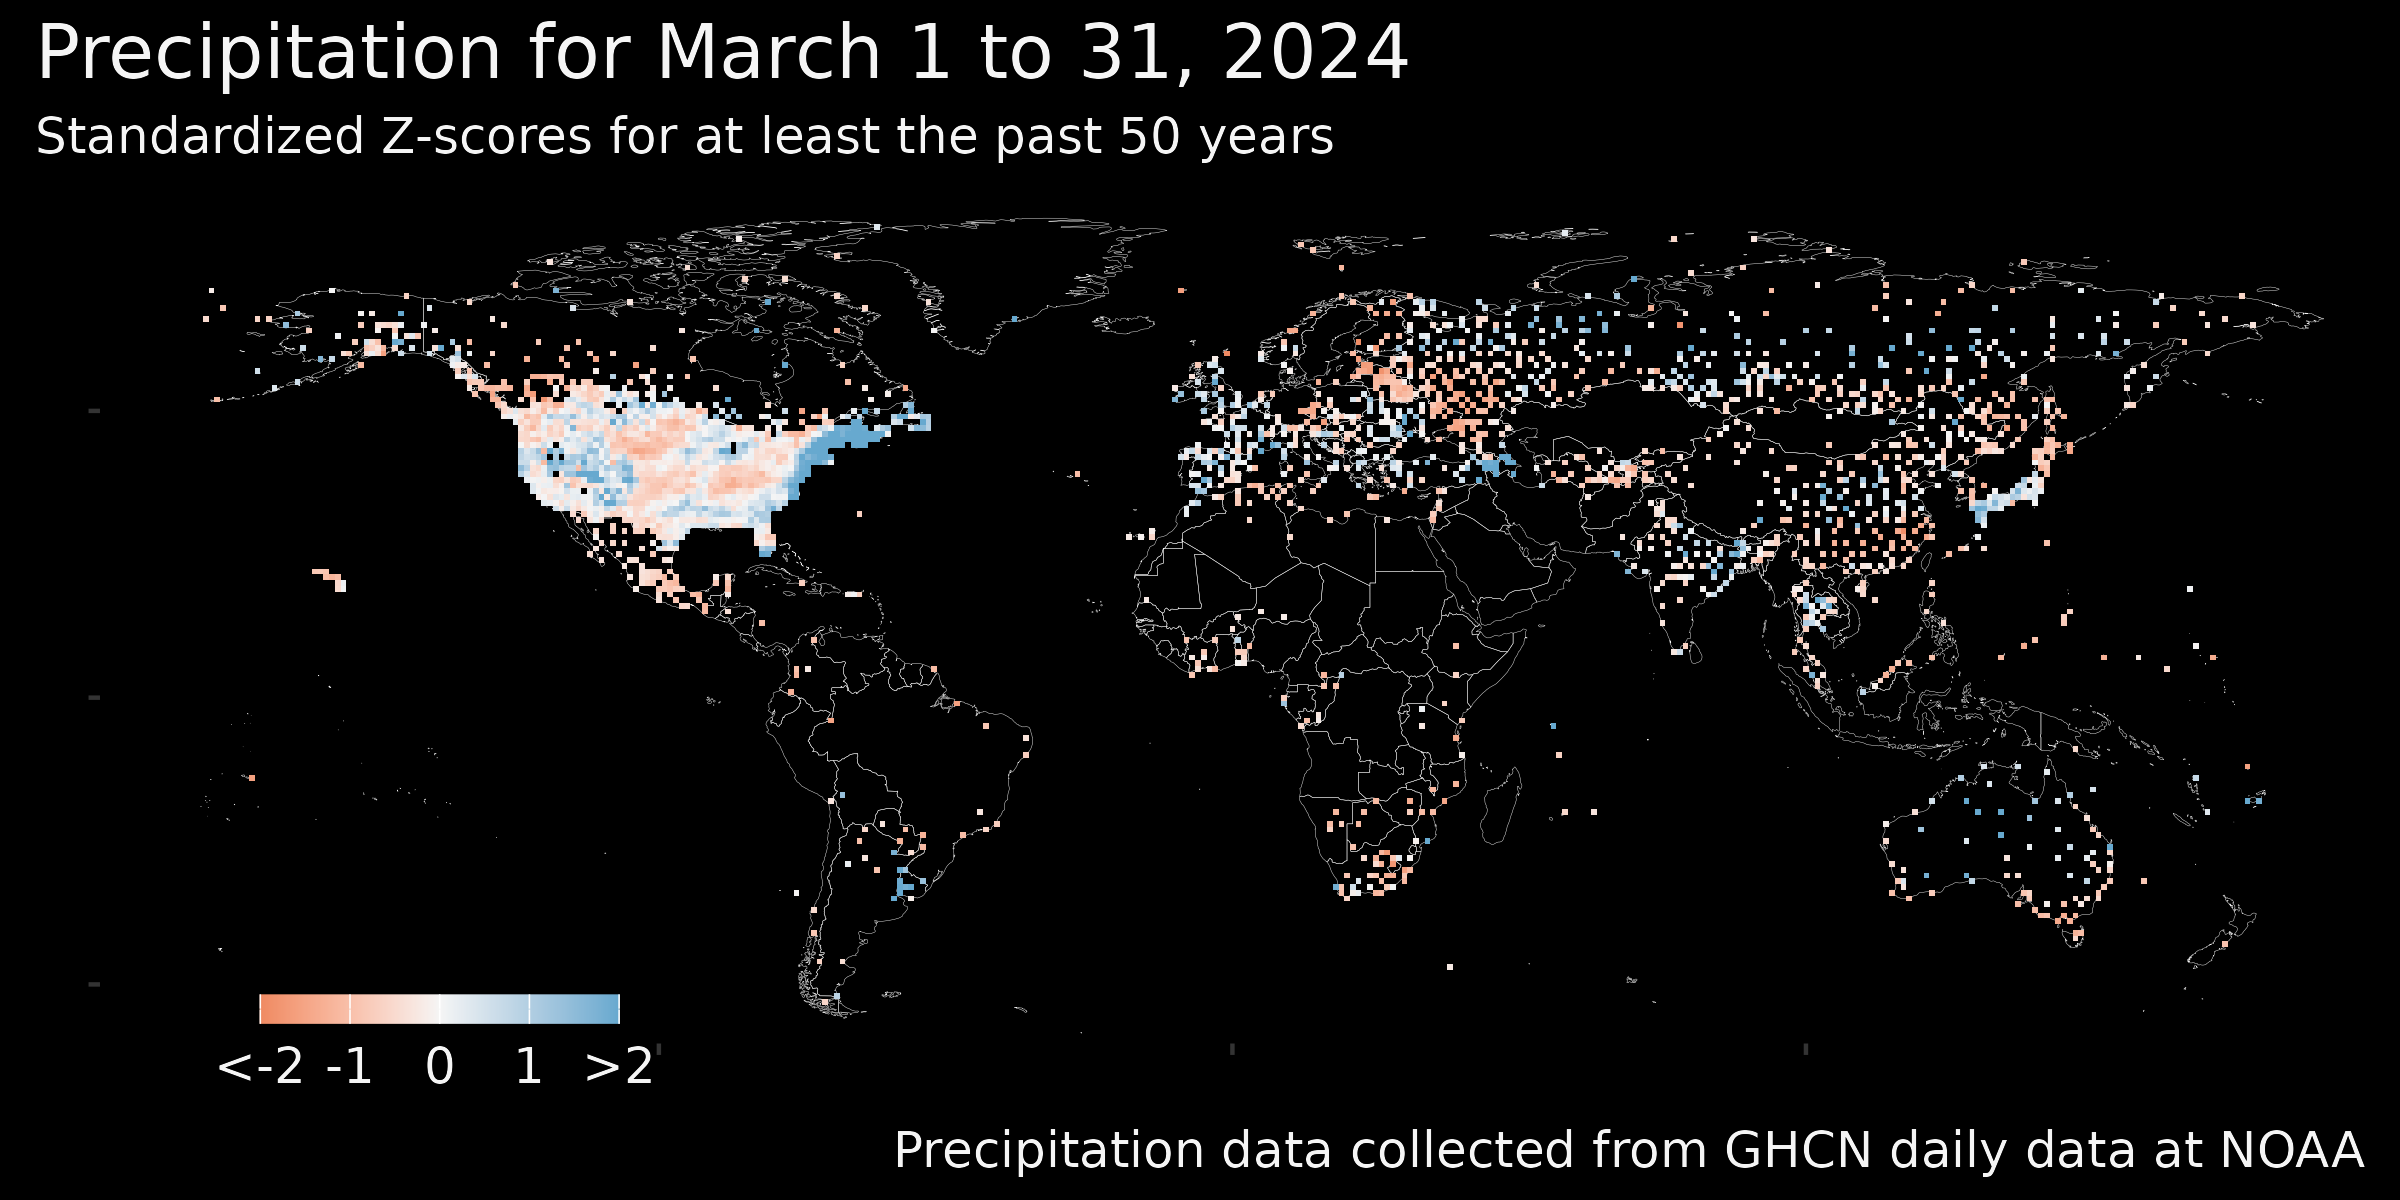 Precipitation for March 1 to 31, 2024
Standardized Z-scores for at least the past 50 years
<-2 -1 0 1 >2
Precipitation data collected from GHCN daily data at NOAA